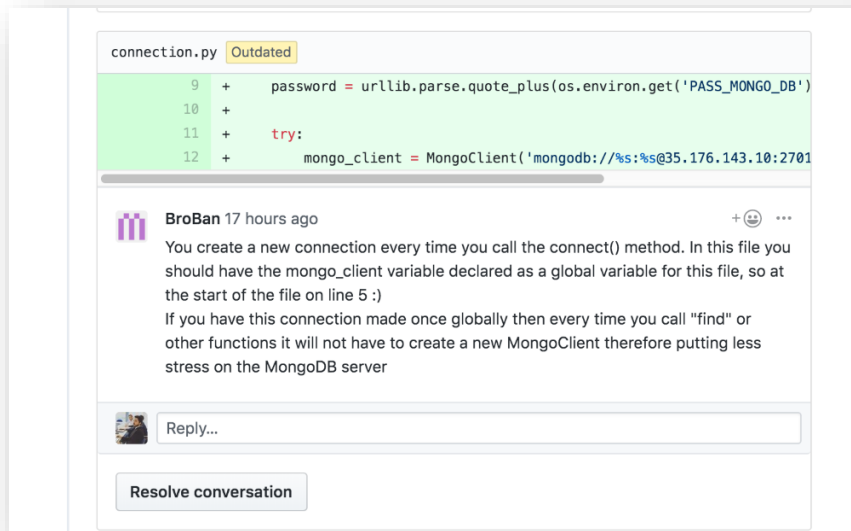 connection.py Outdated
9 + password = urllib.parse.quote_plus(os.environ.get('PASS_MONGO_DB')
10 +
11 + try:
12 + mongo_client = MongoClient('mongodb://%s:%s@35.176.143.10:2701
BroBan 17 hours ago
You create a new connection every time you call the connect() method. In this file you
should have the mongo_client variable declared as a global variable for this file, so at
the start of the file on line 5 :)
If you have this connection made once globally then every time you call "find" or
other functions it will not have to create a new MongoClient therefore putting less
stress on the MongoDB server
Reply...
Resolve conversation